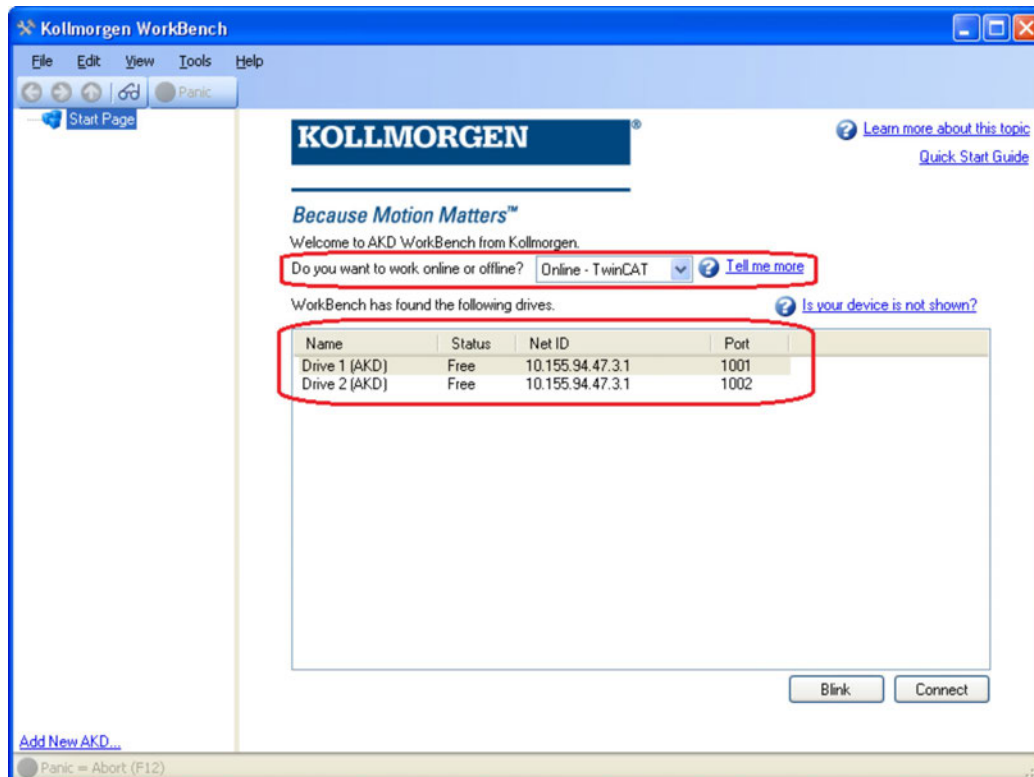 Kollmorgen WorkBench
File Edit View Tools Help
Panic
Start Page
KOLLMORGEN®
Learn more about this topic
Quick Start Guide
Because Motion Matters™
Welcome to AKD WorkBench from Kollmorgen.
Do you want to work online or offline? Online - TwinCAT Tell me more
WorkBench has found the following drives. Is your device is not shown?
Name Status Net ID Port
Drive 1 (AKD) Free 10.155.94.47.3.1 1001
Drive 2 (AKD) Free 10.155.94.47.3.1 1002
Blink Connect
Add New AKD...
Panic = Abort (F12)